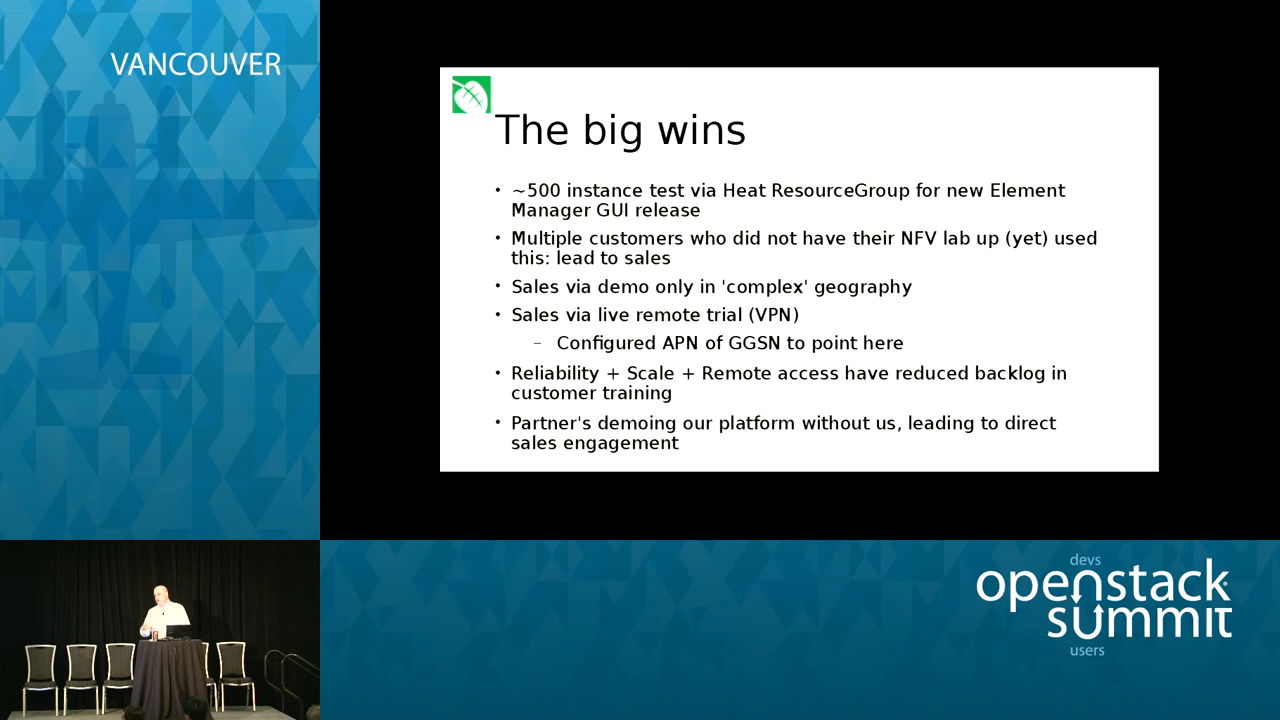 VANCOUVER
The big wins
• ~500 instance test via Heat ResourceGroup for new Element
Manager GUI release
• Multiple customers who did not have their NFV lab up (yet) used
this: lead to sales
• Sales via demo only in 'complex' geography
• Sales via live remote trial (VPN)
– Configured APN of GGSN to point here
• Reliability + Scale + Remote access have reduced backlog in
customer training
• Partner's demoing our platform without us, leading to direct
sales engagement
devs
openstack
summit
users